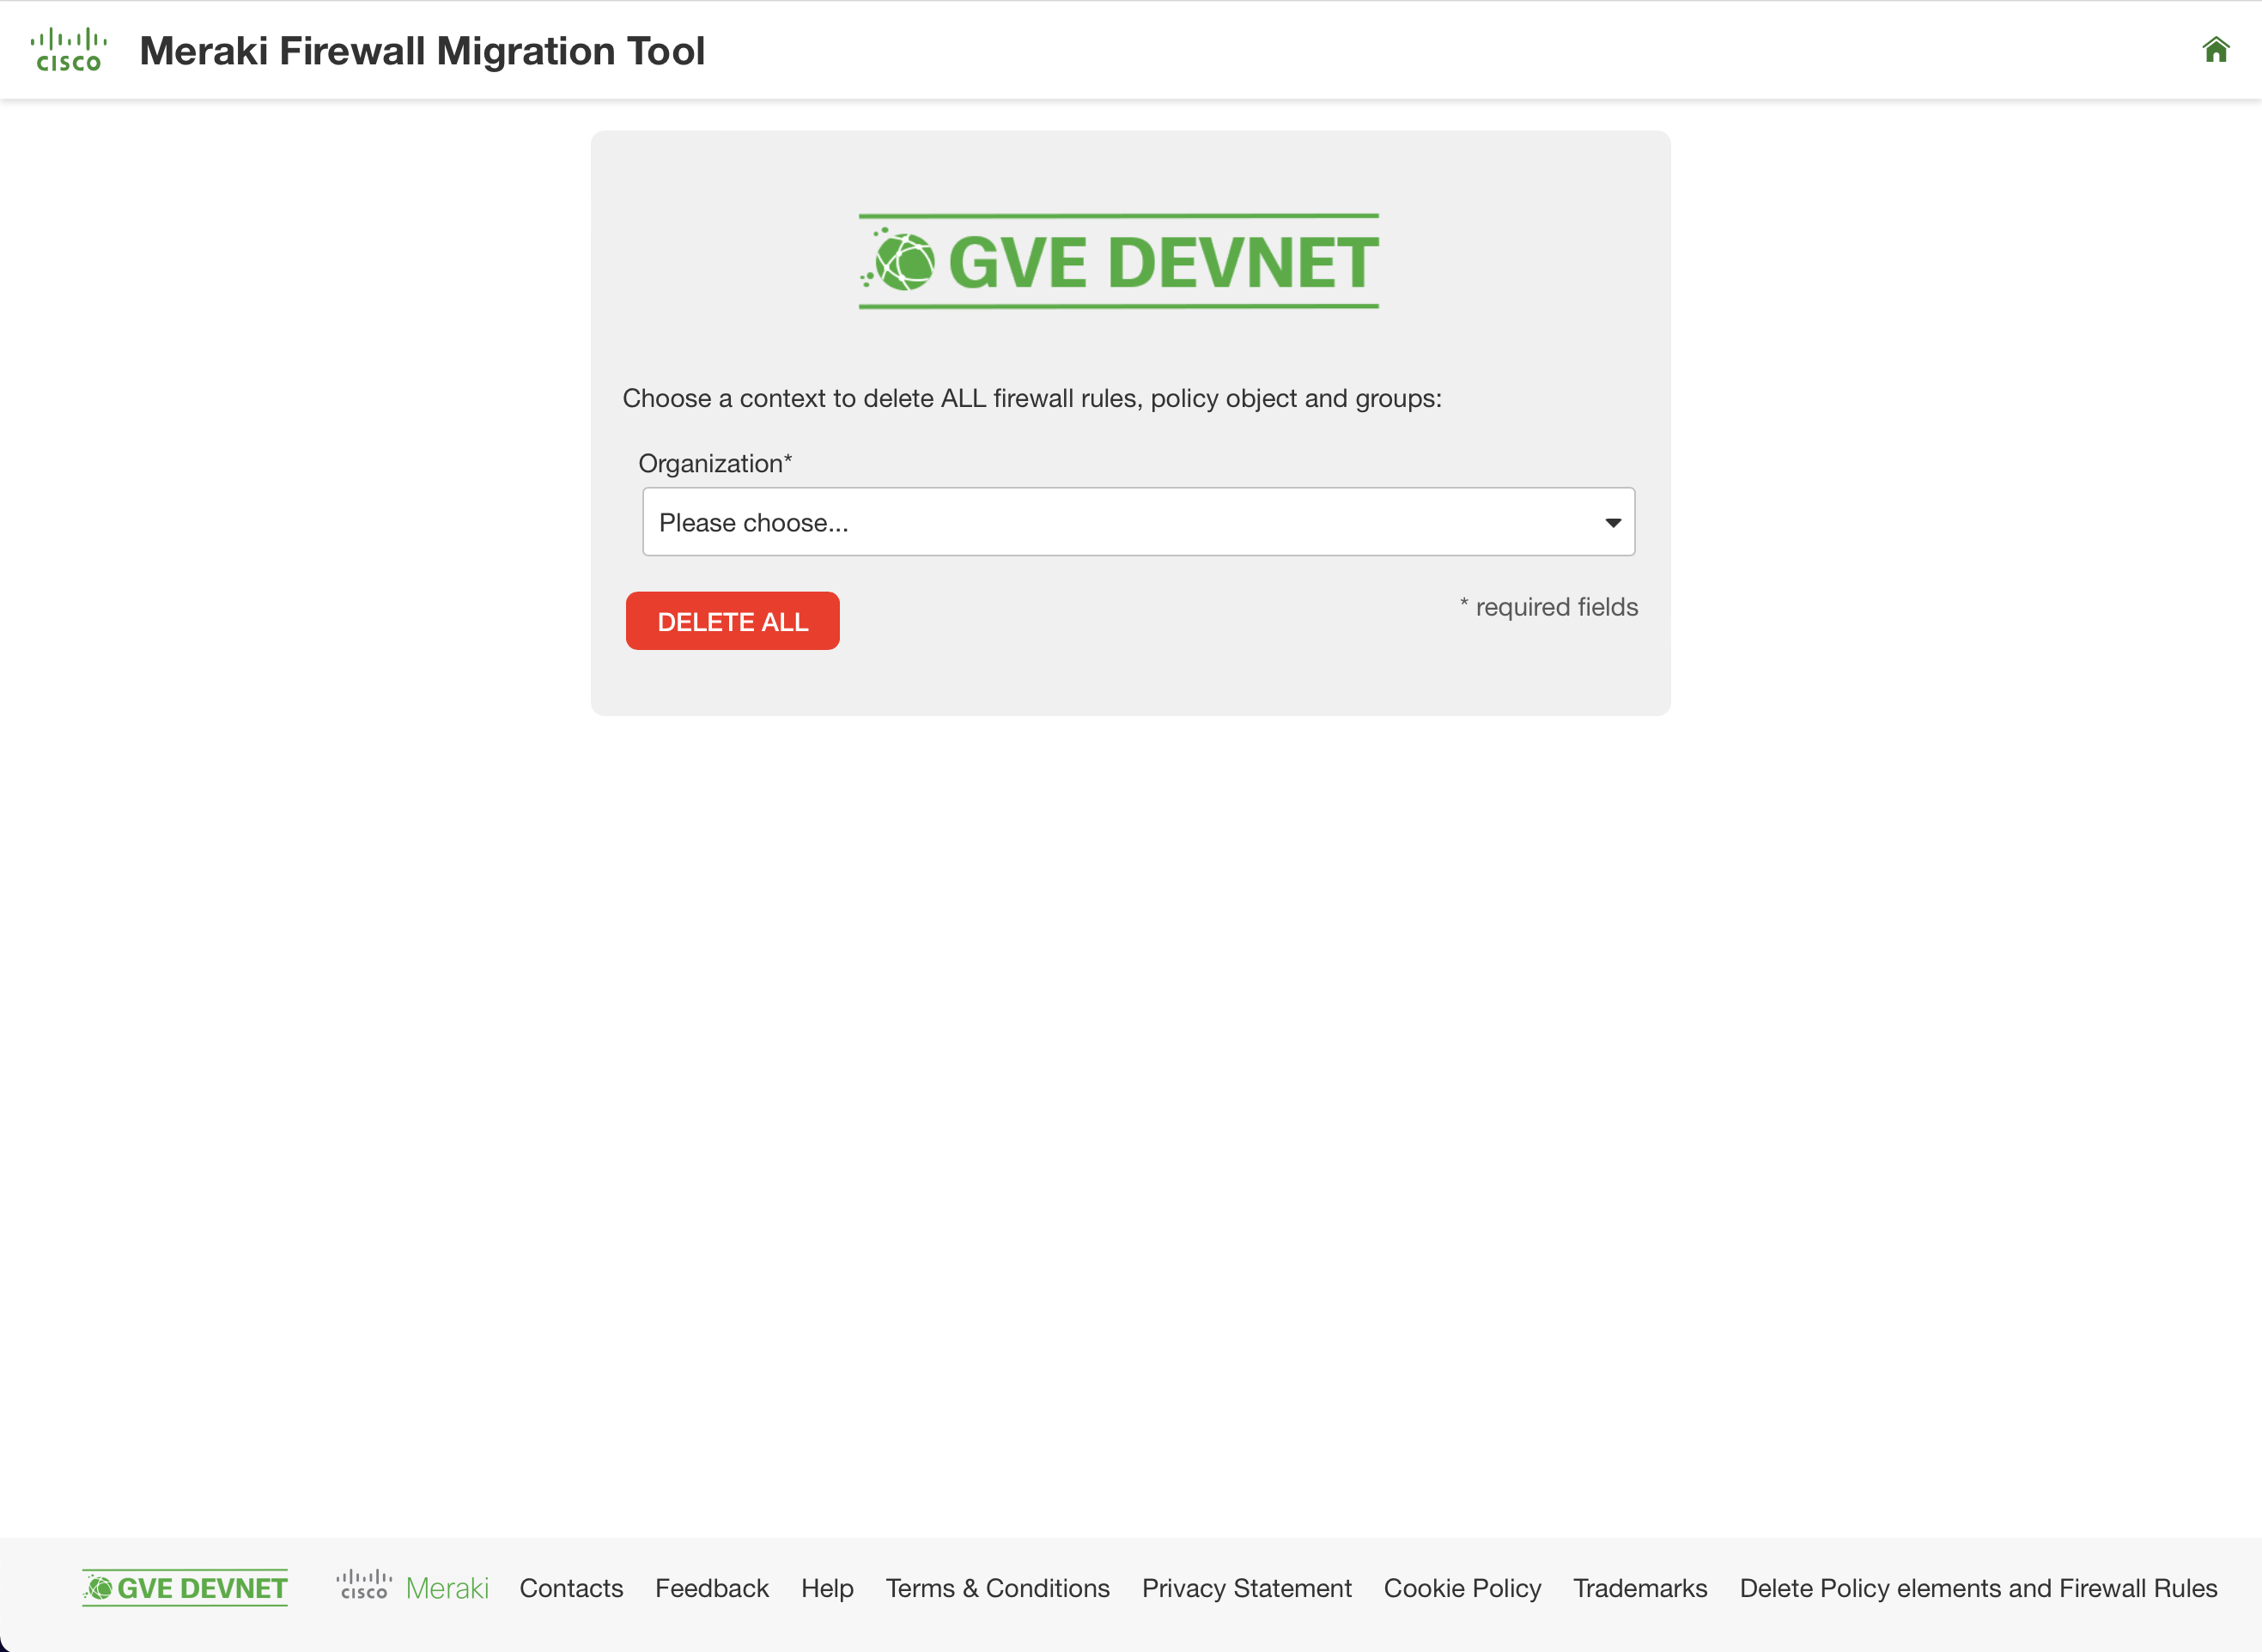 CISCO
Meraki Firewall Migration Tool
GVE DEVNET
Choose a context to delete ALL firewall rules, policy object and groups:
Organization*
Please choose...
DELETE ALL
* required fields
GVE DEVNET CISCO Meraki Contacts Feedback Help Terms & Conditions Privacy Statement Cookie Policy Trademarks Delete Policy elements and Firewall Rules